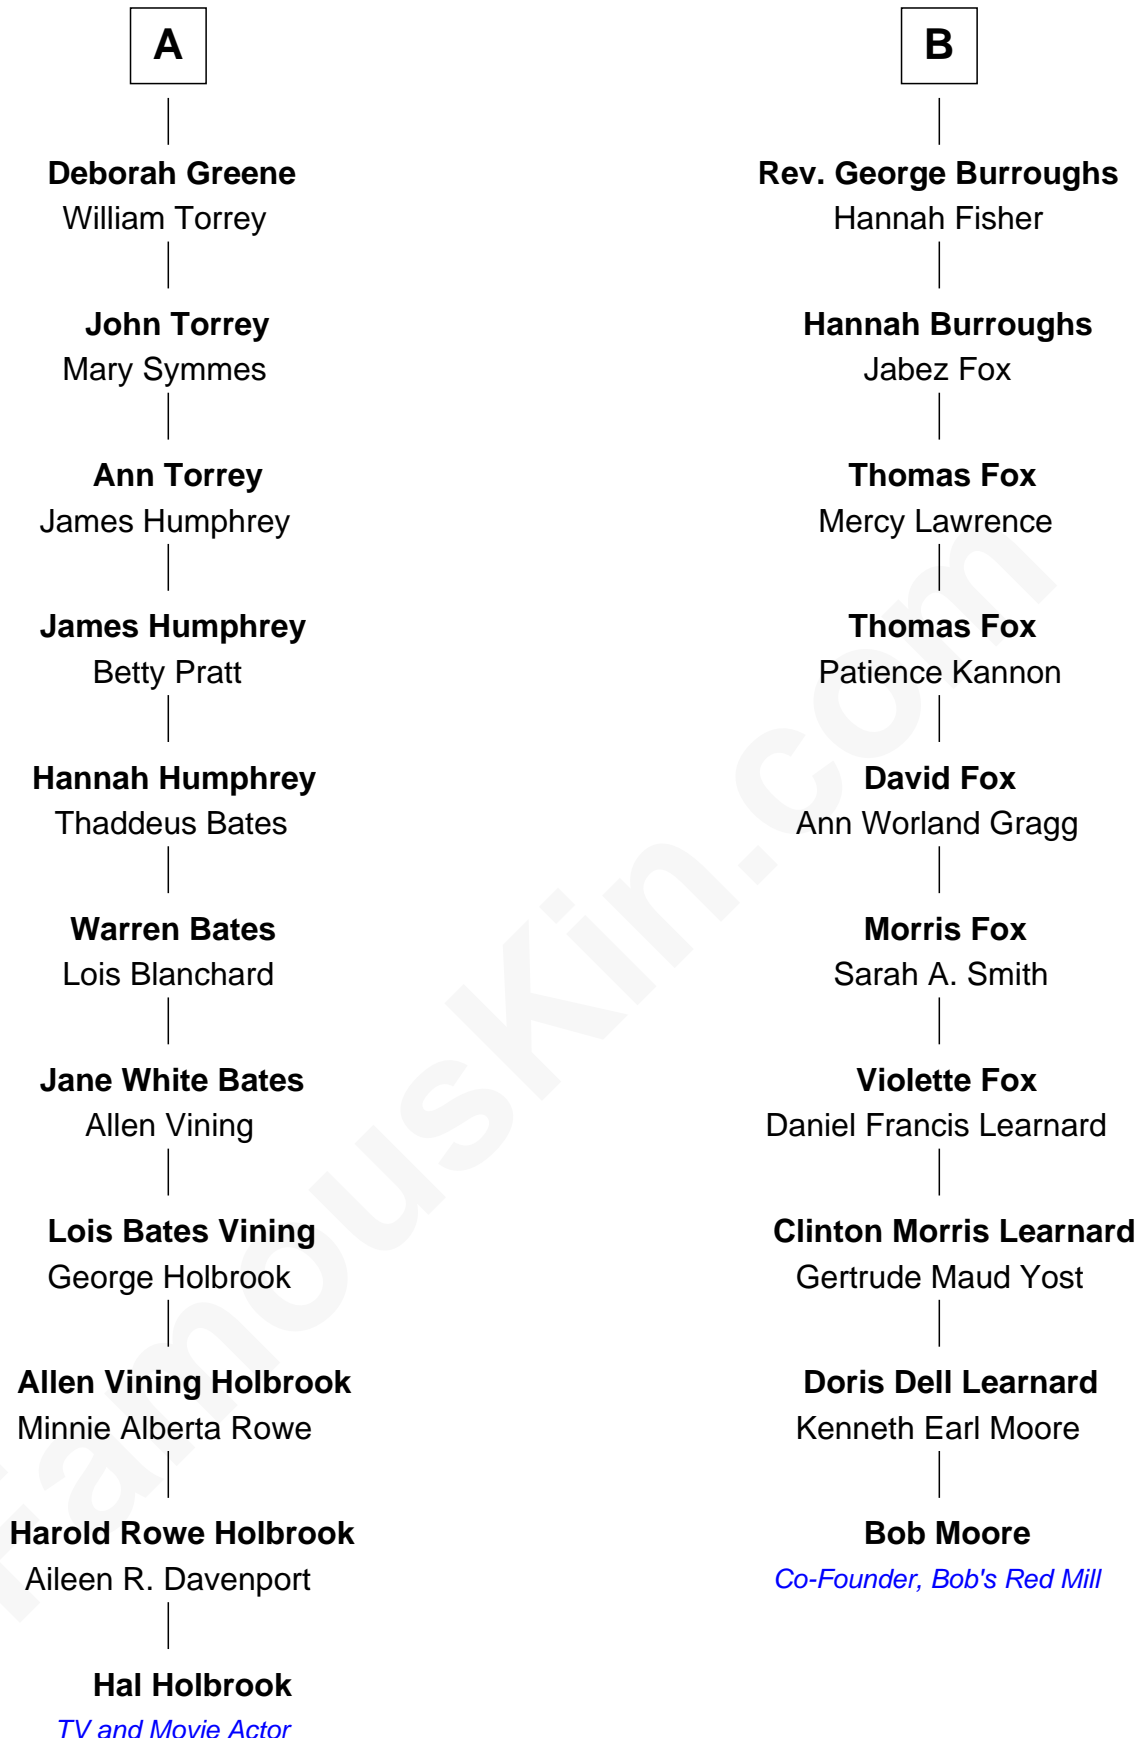 A
Deborah Greene
William Torrey
John Torrey
Mary Symmes
Ann Torrey
James Humphrey
James Humphrey
Betty Pratt
Hannah Humphrey
Thaddeus Bates
Warren Bates
Lois Blanchard
Jane White Bates
Allen Vining
Lois Bates Vining
George Holbrook
Allen Vining Holbrook
Minnie Alberta Rowe
Harold Rowe Holbrook
Aileen R. Davenport
Hal Holbrook
TV and Movie Actor
B
Rev. George Burroughs
Hannah Fisher
Hannah Burroughs
Jabez Fox
Thomas Fox
Mercy Lawrence
Thomas Fox
Patience Kannon
David Fox
Ann Worland Gragg
Morris Fox
Sarah A. Smith
Violette Fox
Daniel Francis Learnard
Clinton Morris Learnard
Gertrude Maud Yost
Doris Dell Learnard
Kenneth Earl Moore
Bob Moore
Co-Founder, Bob's Red Mill
FamousKin.com